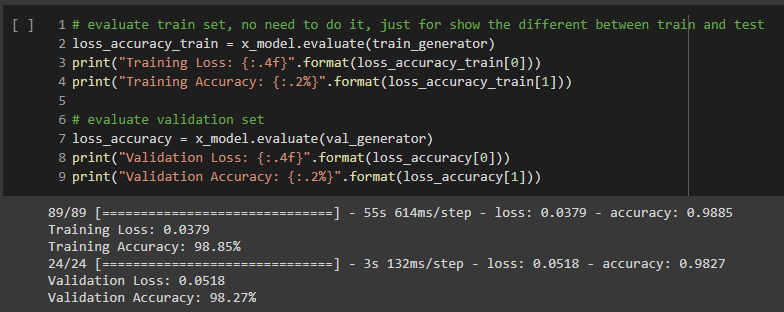 [ ] 1 # evaluate train set, no need to do it, just for show the different between train and test
2 loss_accuracy_train = x_model.evaluate(train_generator)
3 print("Training Loss: {:.4f}".format(loss_accuracy_train[0]))
4 print("Training Accuracy: {:.2%}".format(loss_accuracy_train[1]))
5
6 # evaluate validation set
7 loss_accuracy = x_model.evaluate(val_generator)
8 print("Validation Loss: {:.4f}".format(loss_accuracy[0]))
9 print("Validation Accuracy: {:.2%}".format(loss_accuracy[1]))
89/89 [==============================] - 55s 614ms/step - loss: 0.0379 - accuracy: 0.9885
Training Loss: 0.0379
Training Accuracy: 98.85%
24/24 [==============================] - 3s 132ms/step - loss: 0.0518 - accuracy: 0.9827
Validation Loss: 0.0518
Validation Accuracy: 98.27%